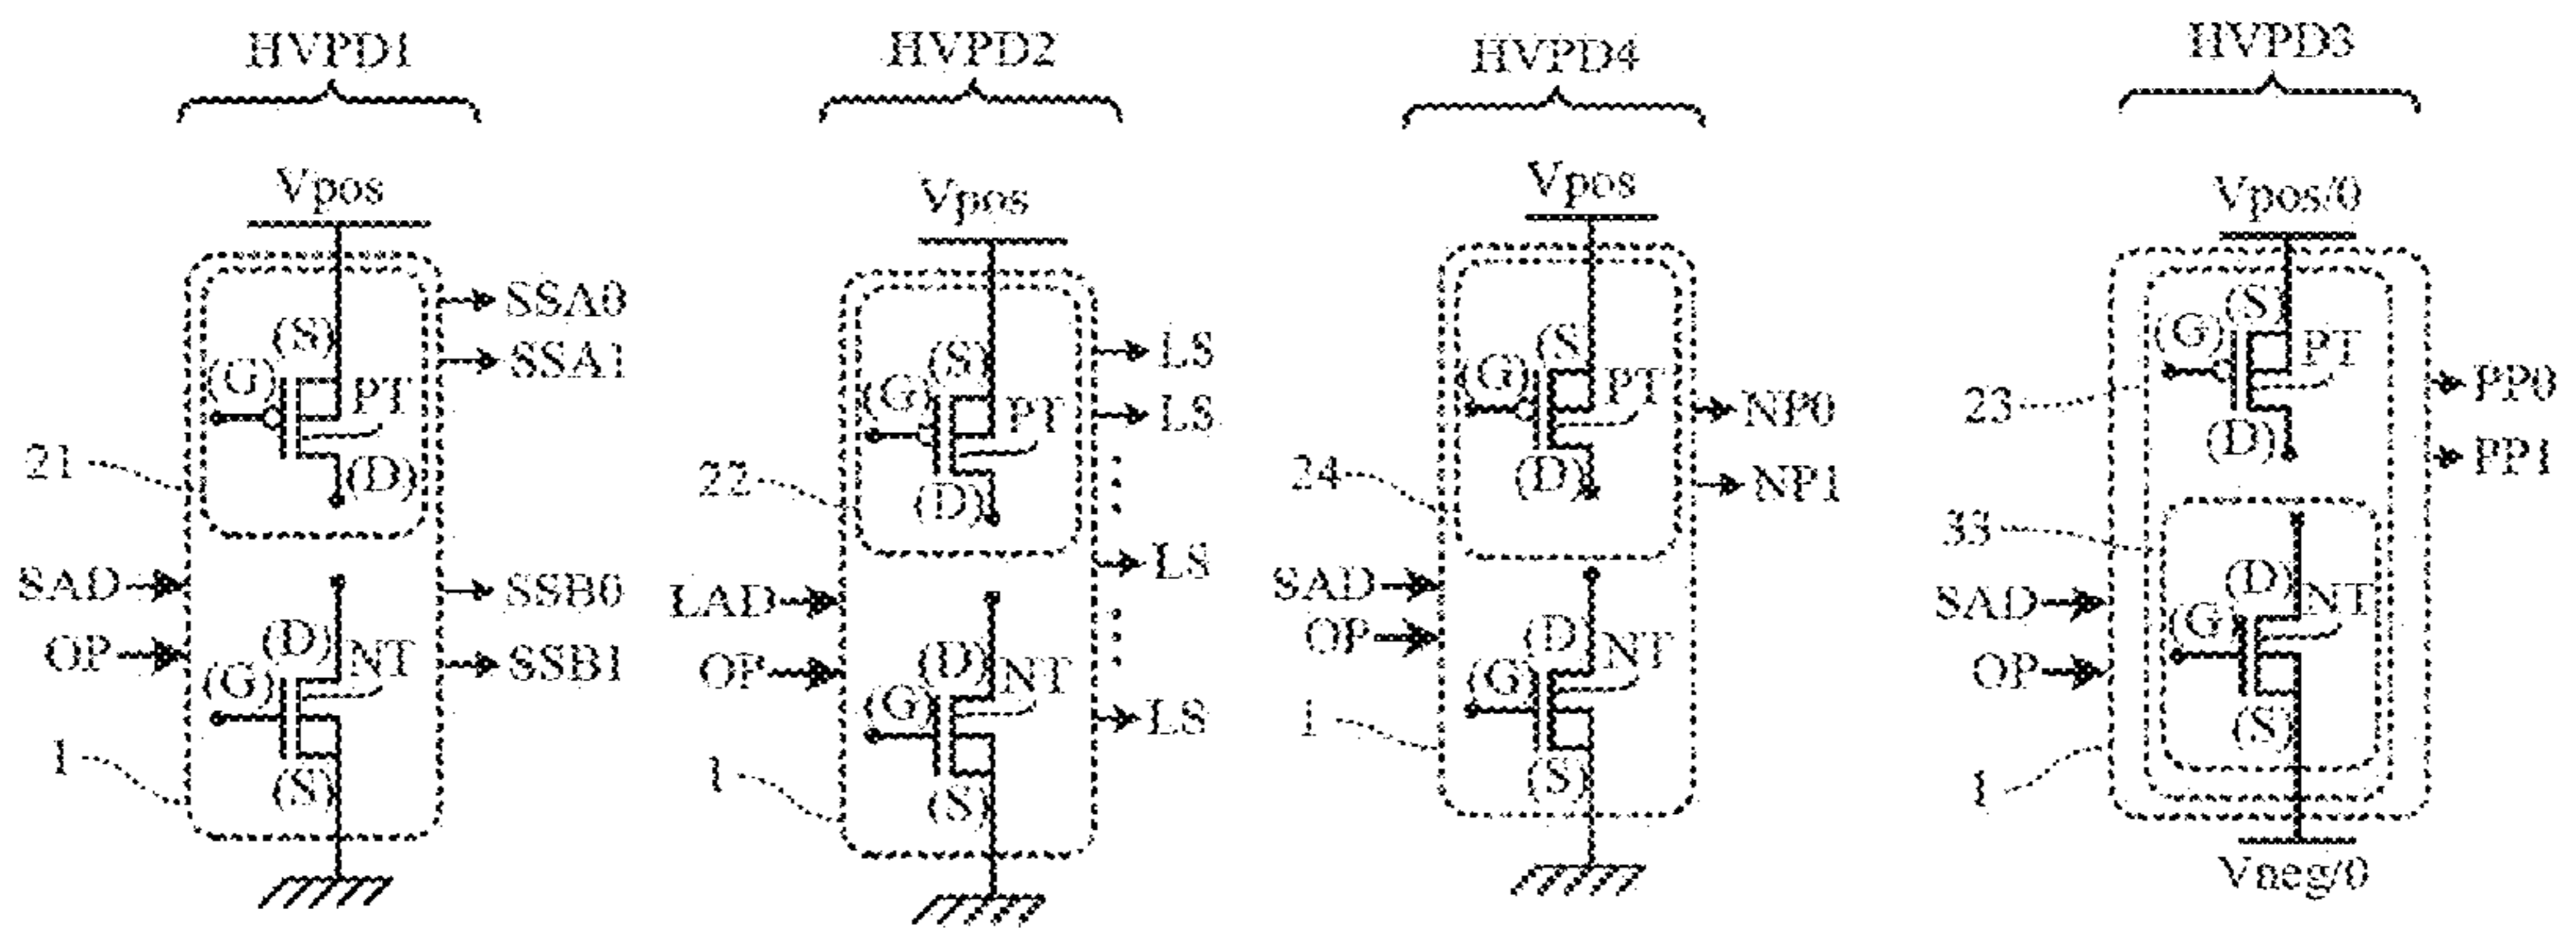 HVPD1
Vpos
SSA0
SSA1
(S)
(G)
PT
(D)
21
SAD
OP
SSB0
SSB1
(D)
(G)
NT
(S)
1
HVPD2
Vpos
LS
LS
LS
LS
(S)
(G)
PT
(D)
22
LAD
OP
(D)
(G)
NT
(S)
1
HVPD4
Vpos
(S)
(G)
PT
(D)
NP0
NP1
24
SAD
OP
(D)
(G)
NT
(S)
1
HVPD3
Vpos/0
(S)
(G)
PT
(D)
PP0
PP1
23
33
SAD
OP
(D)
(G)
NT
(S)
1
Vneg/0